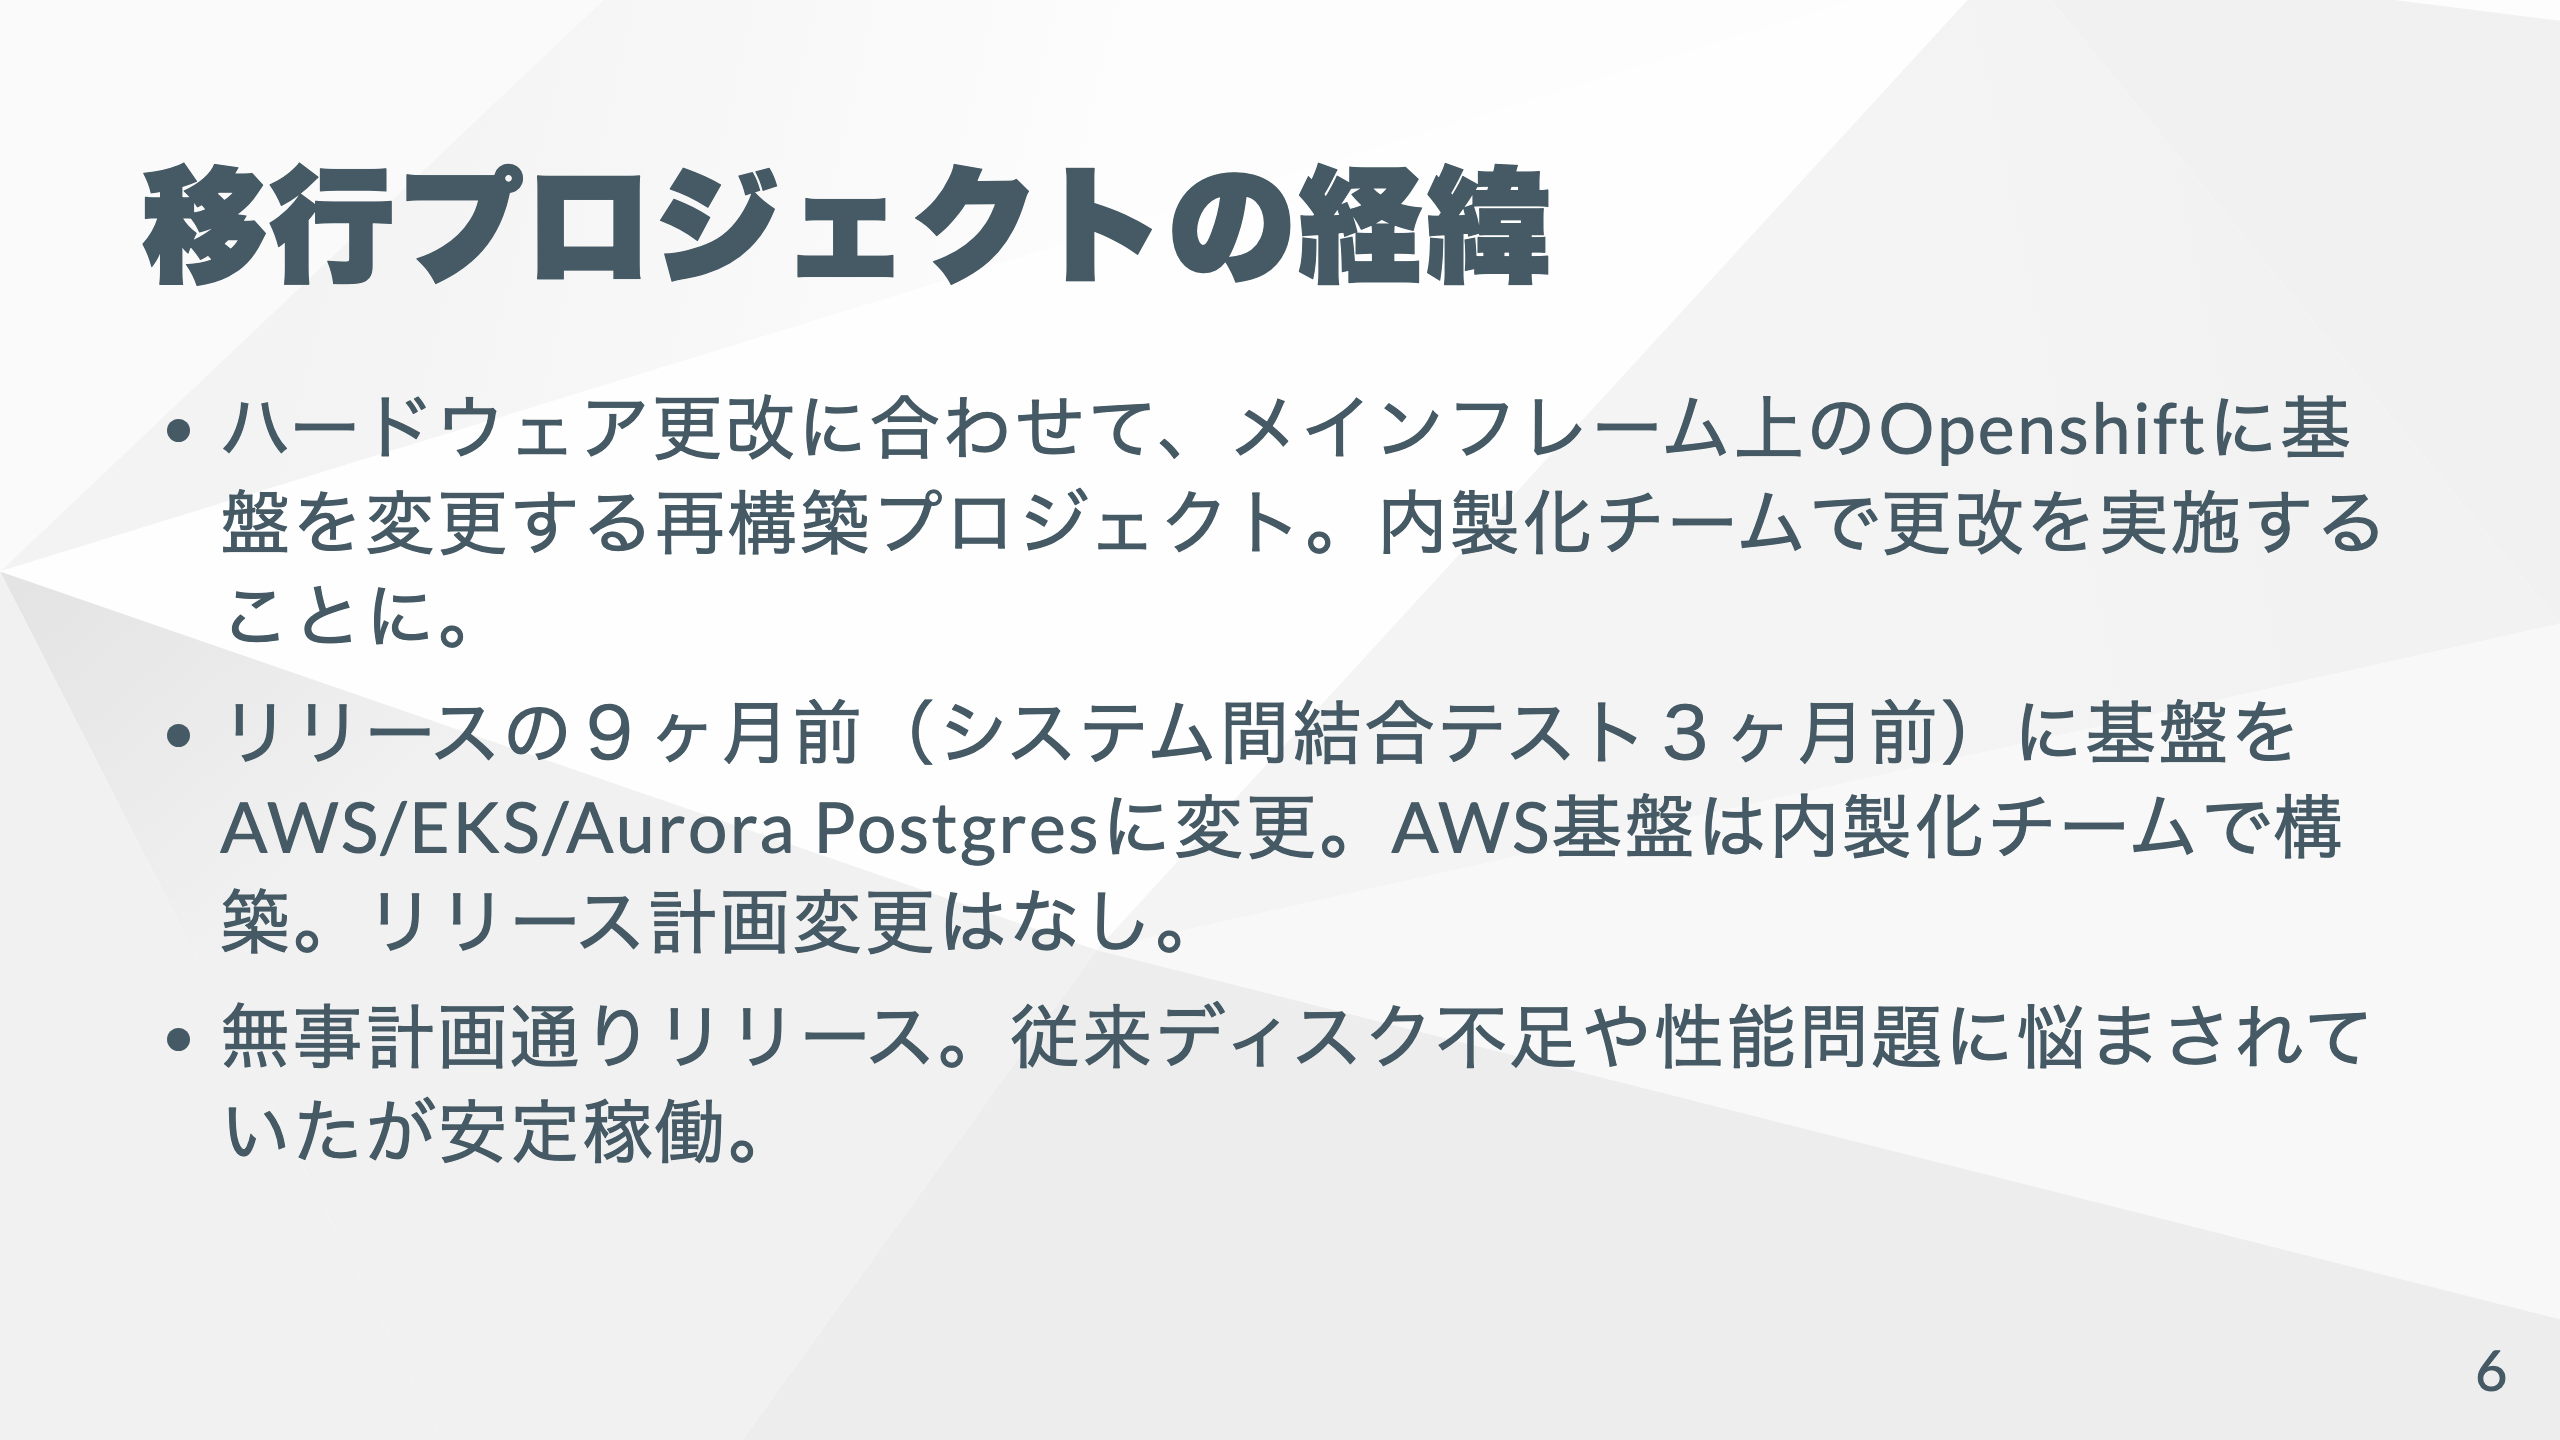 移行プロジェクトの経緯
• ハードウェア更改に合わせて、メインフレーム上のOpenshiftに基
盤を変更する再構築プロジェクト。内製化チームで更改を実施する
ことに。
• リリースの９ヶ月前（システム間結合テスト３ヶ月前）に基盤を
AWS/EKS/Aurora Postgresに変更。AWS基盤は内製化チームで構
築。リリース計画変更はなし。
• 無事計画通りリリース。従来ディスク不足や性能問題に悩まされて
いたが安定稼働。
6